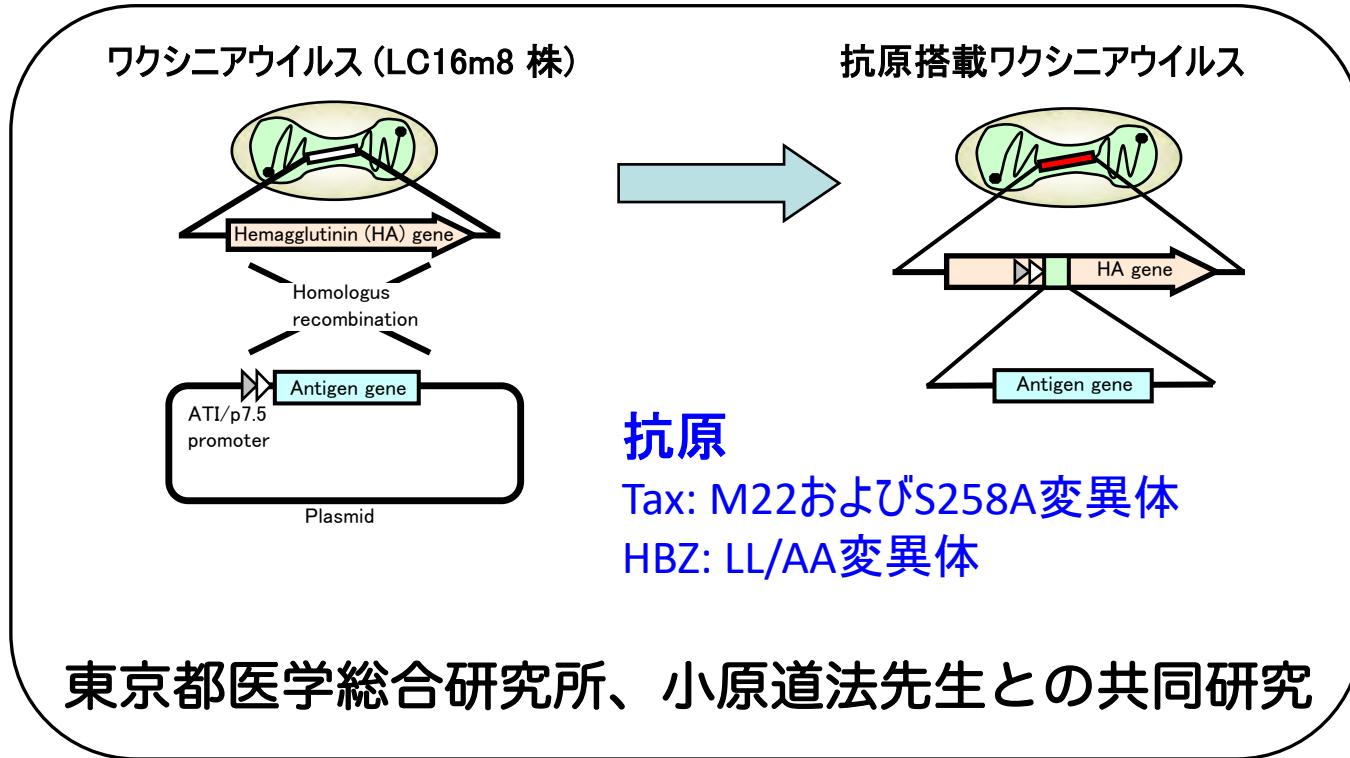 ワクシニアウイルス (LC16m8 株)
Hemagglutinin (HA) gene
Homologus
recombination
Antigen gene
ATI/p7.5
promoter
Plasmid
抗原搭載ワクシニアウイルス
HA gene
Antigen gene
抗原
Tax: M22およびS258A変異体
HBZ: LL/AA変異体
東京都医学総合研究所、小原道法先生との共同研究